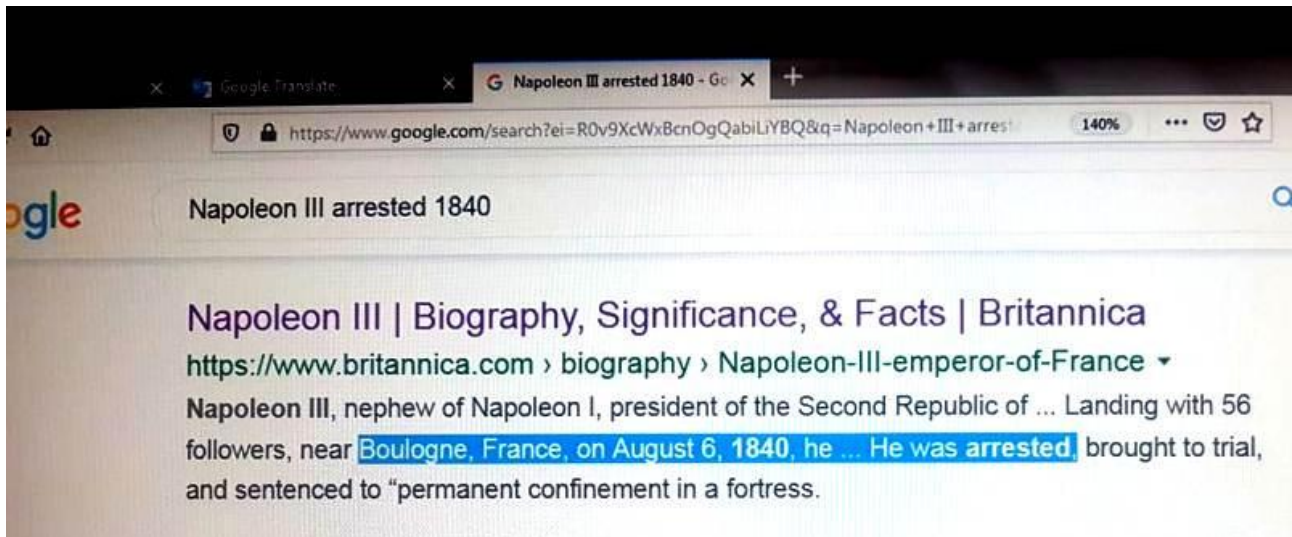 Google Translate
Napoleon III arrested 1840 - Go
https://www.google.com/search?ei=R0v9XcWxBcnOgQabiLiYBQ&q=Napoleon+III+arrest
140%
ogle
Napoleon III arrested 1840
Napoleon III | Biography, Significance, & Facts | Britannica
https://www.britannica.com › biography › Napoleon-III-emperor-of-France
Napoleon III, nephew of Napoleon I, president of the Second Republic of ... Landing with 56
followers, near Boulogne, France, on August 6, 1840, he ... He was arrested, brought to trial,
and sentenced to “permanent confinement in a fortress.